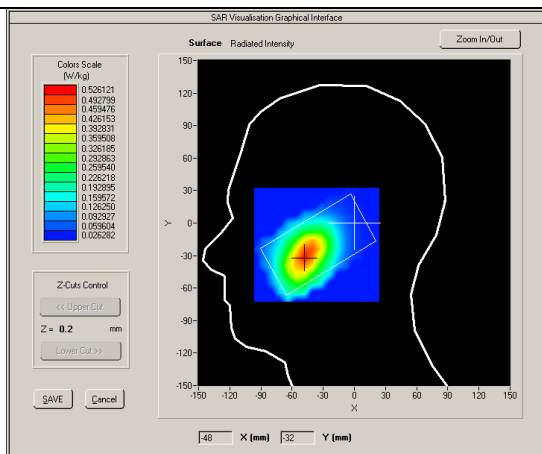 SAR Visualisation Graphical Interface
Surface Radiated Intensity
Zoom In/Out
Colors Scale
(W/kg)
0.526121
0.492799
0.459476
0.426153
0.392831
0.359508
0.326185
0.292863
0.259540
0.226218
0.192895
0.159572
0.126250
0.092927
0.059604
0.026282
Z-Cuts Control
<< Upper Cut
Z = 0.2 mm
Lower Cut >>
SAVE Cancel
Y
150-
120-
90-
60-
30-
0-
-30-
-60-
-90-
-120-
-150-
-150 -120 -90 -60 -30 0 30 60 90 120 150
X
-48 X (mm) -32 Y (mm)